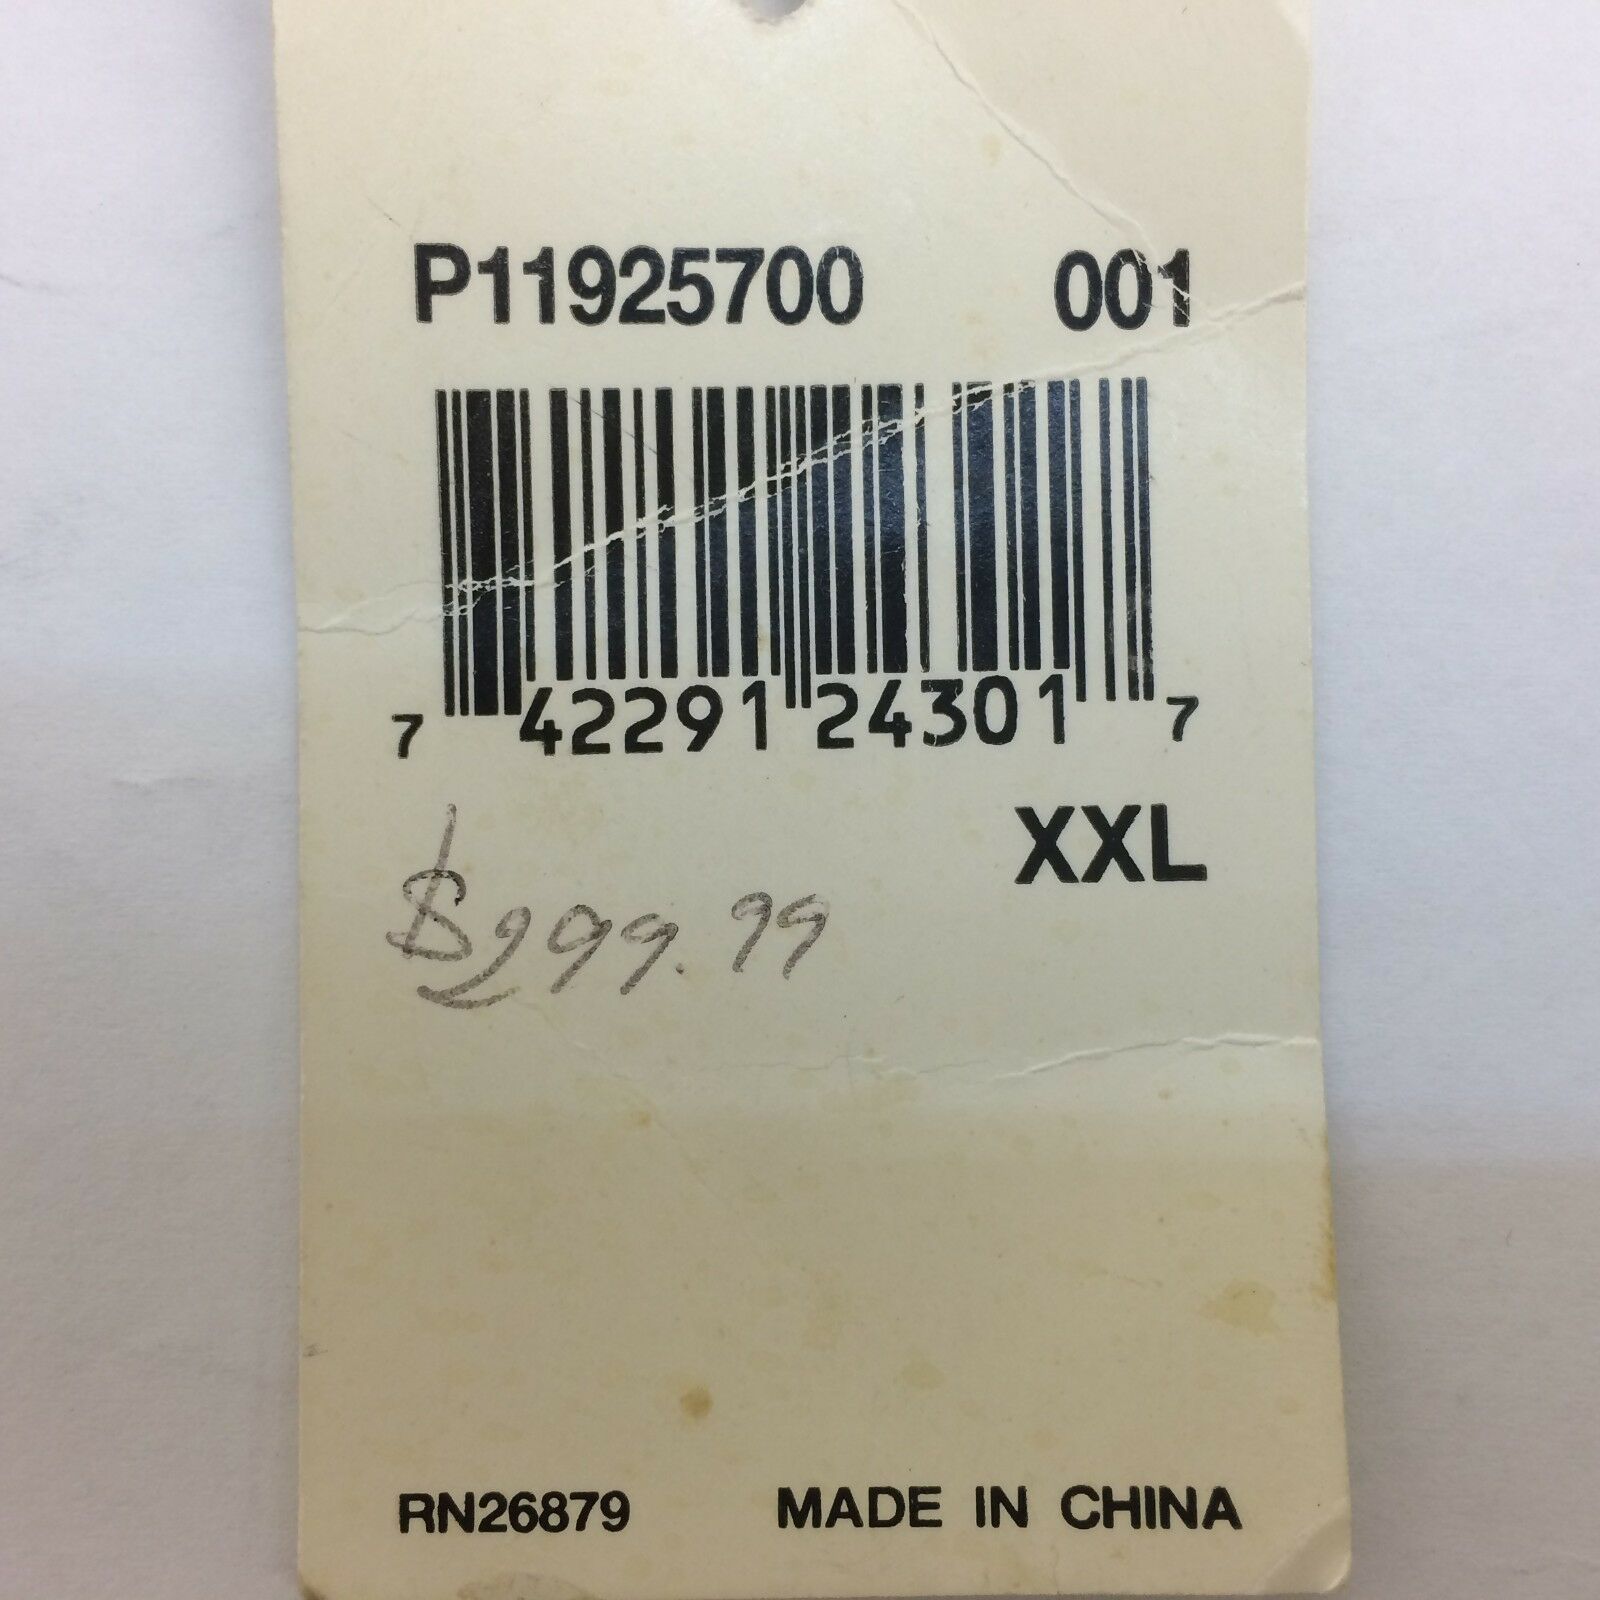 P11925700 001
7 42291 24301 7
XXL
$299.99
RN26879 MADE IN CHINA